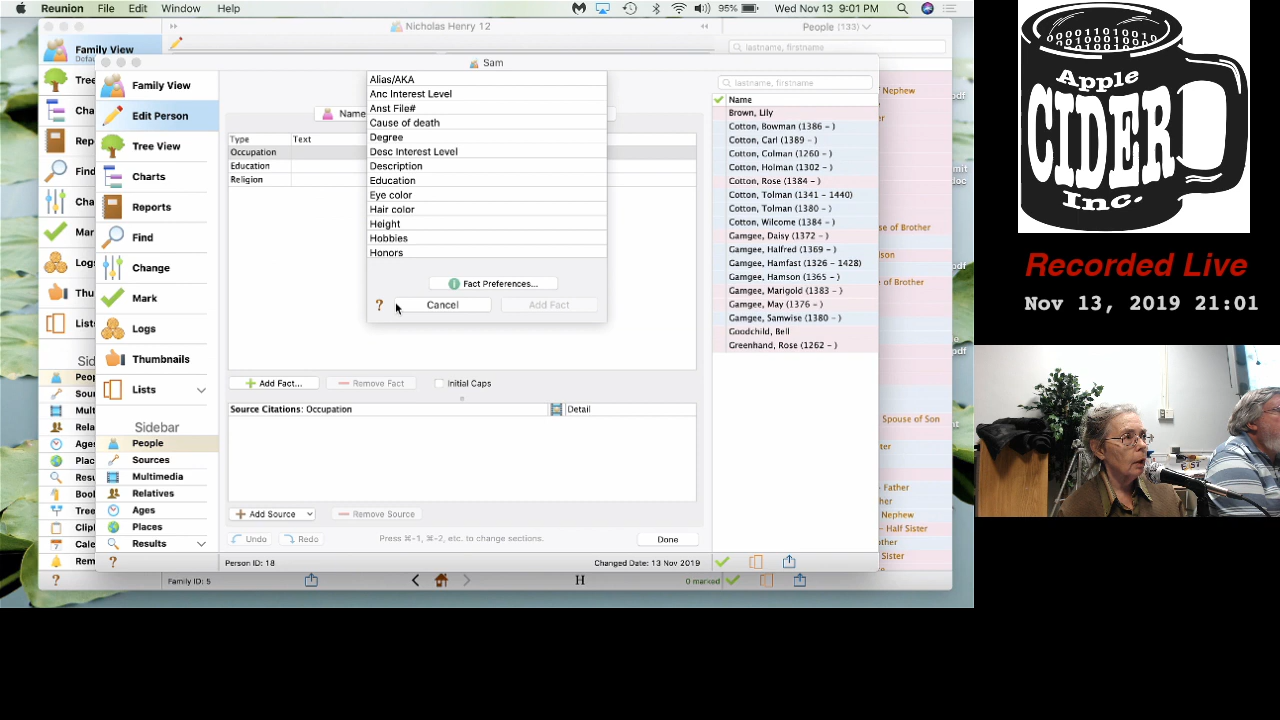 Reunion File Edit Window Help
95% Wed Nov 13 9:01 PM
Nicholas Henry 12
People (133)
Family View
lastname, firstname
Sam
Family View
Edit Person
Tree View
Charts
Reports
Find
Change
Mark
Logs
Thumbnails
Lists
Sidebar
People
Sources
Multimedia
Relatives
Ages
Places
Results
?
Name
Type Text
Occupation
Education
Religion
Alias/AKA
Anc Interest Level
Anst File#
Cause of death
Degree
Desc Interest Level
Description
Education
Eye color
Hair color
Height
Hobbies
Honors
Fact Preferences...
? Cancel Add Fact
Add Fact... Remove Fact Initial Caps
Source Citations: Occupation Detail
Add Source Remove Source
Undo Redo Press ⌘-1, ⌘-2, etc. to change sections. Done
Person ID: 18 Changed Date: 13 Nov 2019
lastname, firstname
Name
Brown, Lily
Cotton, Bowman (1386 - )
Cotton, Carl (1389 - )
Cotton, Colman (1260 - )
Cotton, Holman (1302 - )
Cotton, Rose (1384 - )
Cotton, Tolman (1341 - 1440)
Cotton, Tolman (1380 - )
Cotton, Wilcome (1384 - )
Gamgee, Daisy (1372 - )
Gamgee, Halfred (1369 - )
Gamgee, Hamfast (1326 - 1428)
Gamgee, Hamson (1365 - )
Gamgee, Marigold (1383 - )
Gamgee, May (1376 - )
Gamgee, Samwise (1380 - )
Goodchild, Bell
Greenhand, Rose (1262 - )
of Nephew
se of Brother
of Brother
Spouse of Son
- Father
Nephew
- Half Sister
Sister
? Family ID: 5 H 0 marked
Apple
CIDER
Inc.
Recorded Live
Nov 13, 2019 21:01